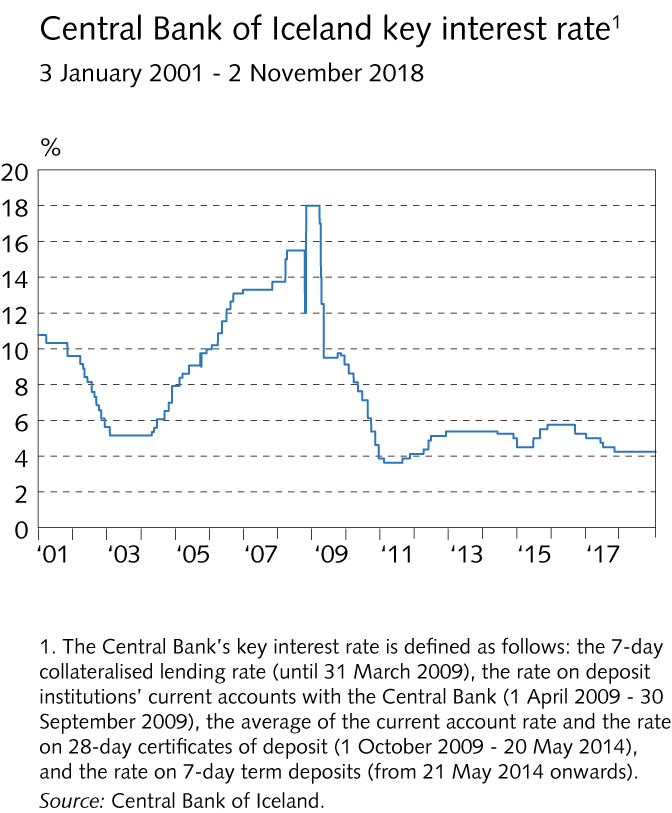 Central Bank of Iceland key interest rate¹
3 January 2001 - 2 November 2018
%
20
18
16
14
12
10
8
6
4
2
0
‘01 ‘03 ‘05 ‘07 ‘09 ‘11 ‘13 ‘15 ‘17
1. The Central Bank’s key interest rate is defined as follows: the 7-day
collateralised lending rate (until 31 March 2009), the rate on deposit
institutions’ current accounts with the Central Bank (1 April 2009 - 30
September 2009), the average of the current account rate and the rate
on 28-day certificates of deposit (1 October 2009 - 20 May 2014),
and the rate on 7-day term deposits (from 21 May 2014 onwards).
Source: Central Bank of Iceland.